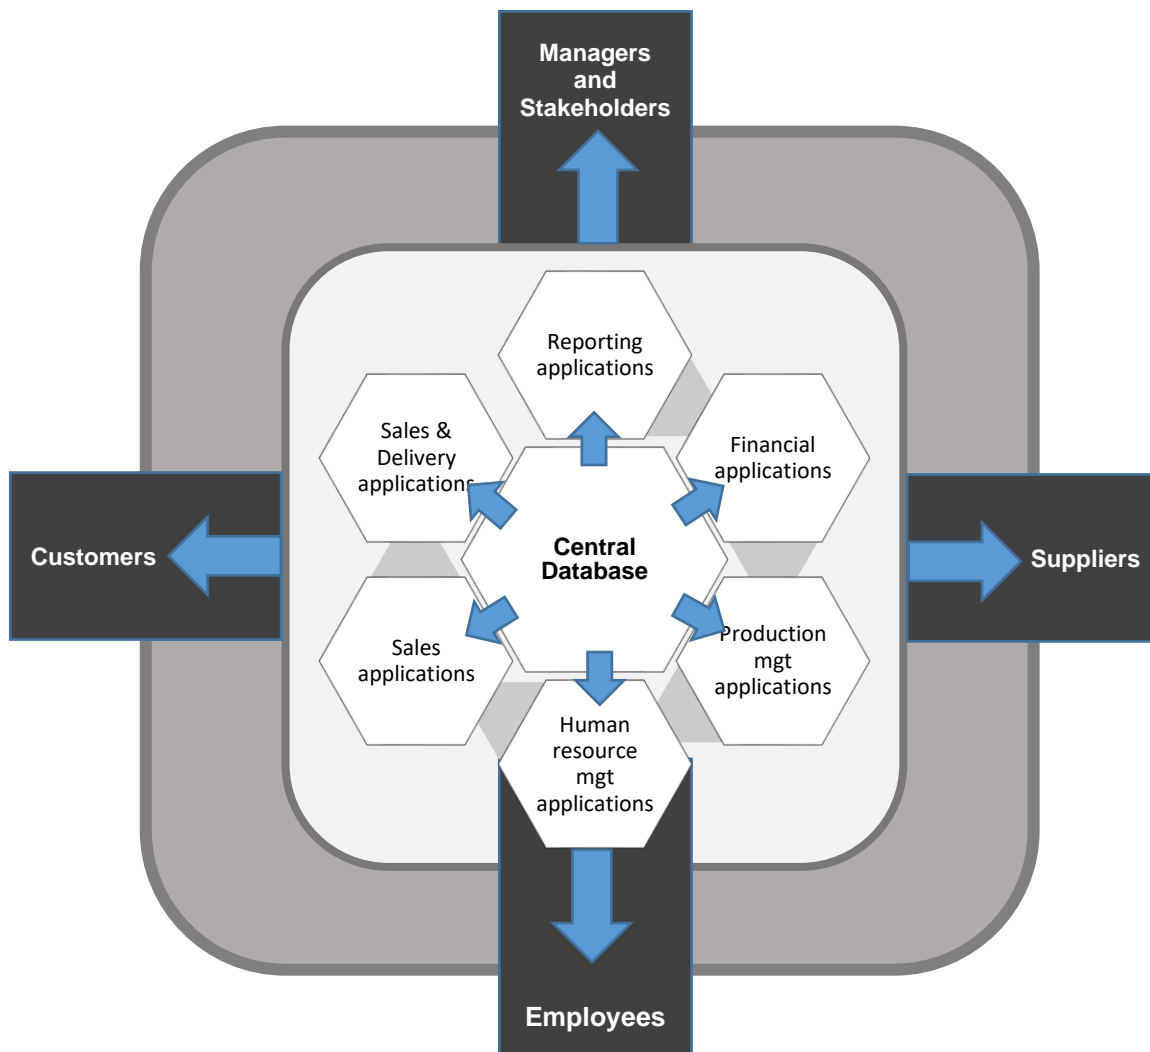 Managers
and
Stakeholders
Reporting
applications
Sales &
Delivery
applications
Financial
applications
Customers
Central
Database
Suppliers
Sales
applications
Production
mgt
applications
Human
resource
mgt
applications
Employees